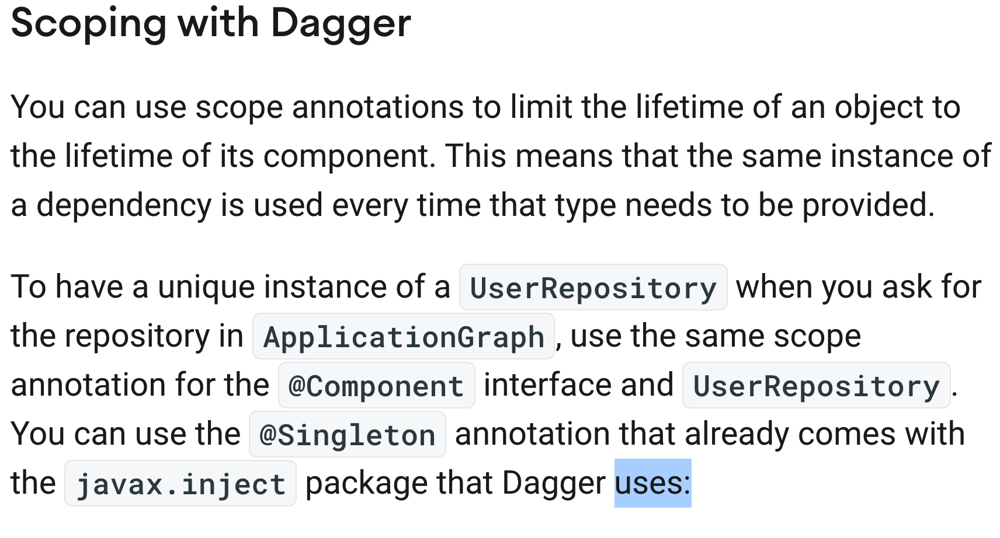 Scoping with Dagger
You can use scope annotations to limit the lifetime of an object to
the lifetime of its component. This means that the same instance of
a dependency is used every time that type needs to be provided.
To have a unique instance of a UserRepository when you ask for
the repository in ApplicationGraph, use the same scope
annotation for the @Component interface and UserRepository.
You can use the @Singleton annotation that already comes with
the javax.inject package that Dagger uses: